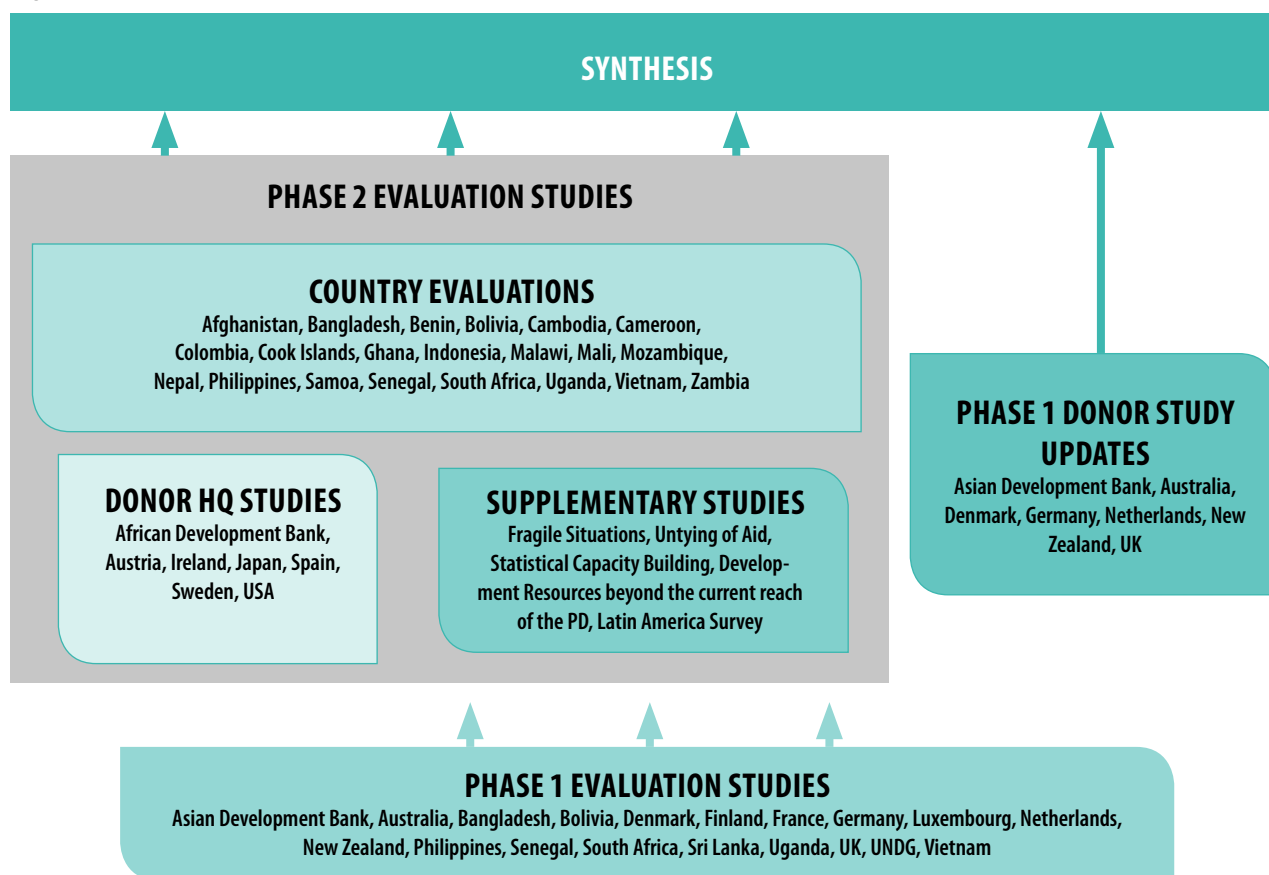 SYNTHESIS
PHASE 2 EVALUATION STUDIES
COUNTRY EVALUATIONS
Afghanistan, Bangladesh, Benin, Bolivia, Cambodia, Cameroon,
Colombia, Cook Islands, Ghana, Indonesia, Malawi, Mali, Mozambique,
Nepal, Philippines, Samoa, Senegal, South Africa, Uganda, Vietnam, Zambia
DONOR HQ STUDIES
African Development Bank,
Austria, Ireland, Japan, Spain,
Sweden, USA
SUPPLEMENTARY STUDIES
Fragile Situations, Untying of Aid,
Statistical Capacity Building, Develop-
ment Resources beyond the current reach
of the PD, Latin America Survey
PHASE 1 DONOR STUDY
UPDATES
Asian Development Bank, Australia,
Denmark, Germany, Netherlands, New
Zealand, UK
PHASE 1 EVALUATION STUDIES
Asian Development Bank, Australia, Bangladesh, Bolivia, Denmark, Finland, France, Germany, Luxembourg, Netherlands,
New Zealand, Philippines, Senegal, South Africa, Sri Lanka, Uganda, UK, UNDG, Vietnam